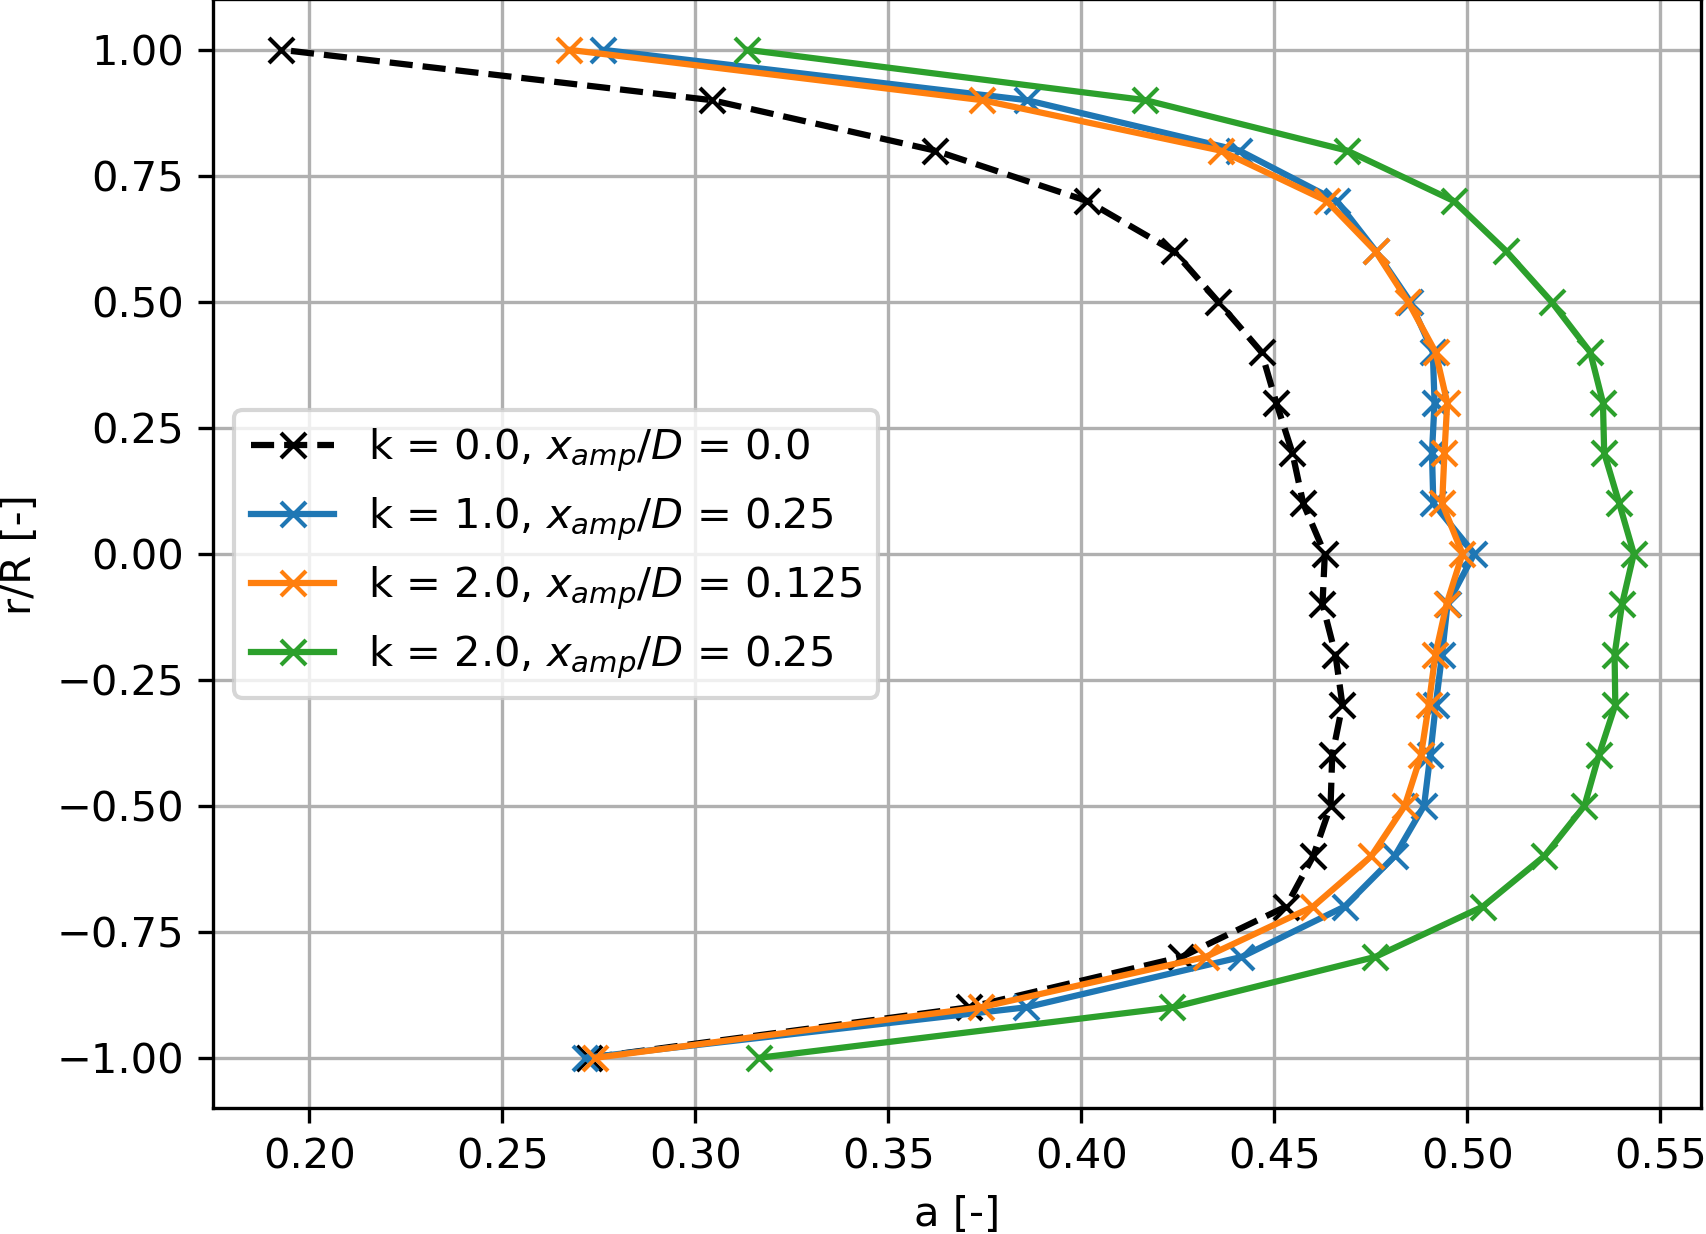 1.00
0.75
0.50
0.25
0.00
−0.25
−0.50
−0.75
−1.00
r/R [-]
k = 0.0, x_amp/D = 0.0
k = 1.0, x_amp/D = 0.25
k = 2.0, x_amp/D = 0.125
k = 2.0, x_amp/D = 0.25
0.20 0.25 0.30 0.35 0.40 0.45 0.50 0.55
a [-]